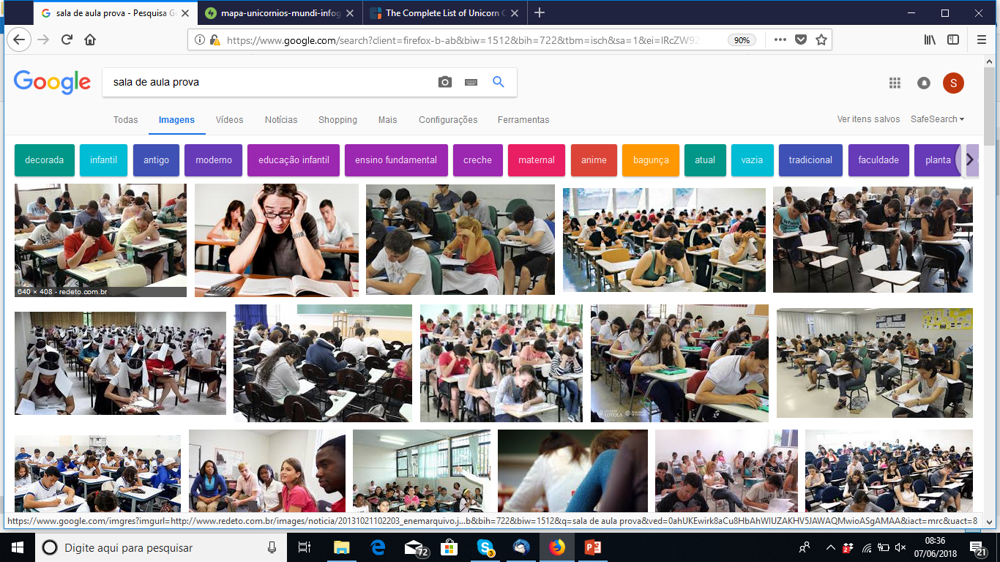 sala de aula prova - Pesquisa G
mapa-unicornios-mundi-infog
The Complete List of Unicorn C
https://www.google.com/search?client=firefox-b-ab&biw=1512&bih=722&tbm=isch&sa=1&ei=IRcZW92
90%
Google
sala de aula prova
S
Todas
Imagens
Vídeos
Notícias
Shopping
Mais
Configurações
Ferramentas
Ver itens salvos
SafeSearch
decorada
infantil
antigo
moderno
educação infantil
ensino fundamental
creche
maternal
anime
bagunça
atual
vazia
tradicional
faculdade
planta
640 × 408 - redeto.com.br
LOYOLA
https://www.google.com/imgres?imgurl=http://www.redeto.com.br/images/noticia/20131021102203_enemarquivo.j...b&bih=722&biw=1512&q=sala de aula prova&ved=0ahUKEwirk8aCu8HbAhWIUZAKHV5JAWAQMwioASgAMAA&iact=mrc&uact=8
Digite aqui para pesquisar
72
3
2
08:36
07/06/2018
21